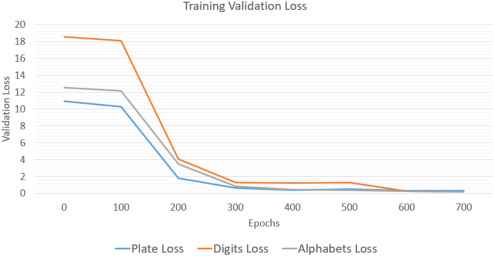 Training Validation Loss
20
18
16
14
12
10
8
6
4
2
0
Validation Loss
0 100 200 300 400 500 600 700
Epochs
Plate Loss Digits Loss Alphabets Loss